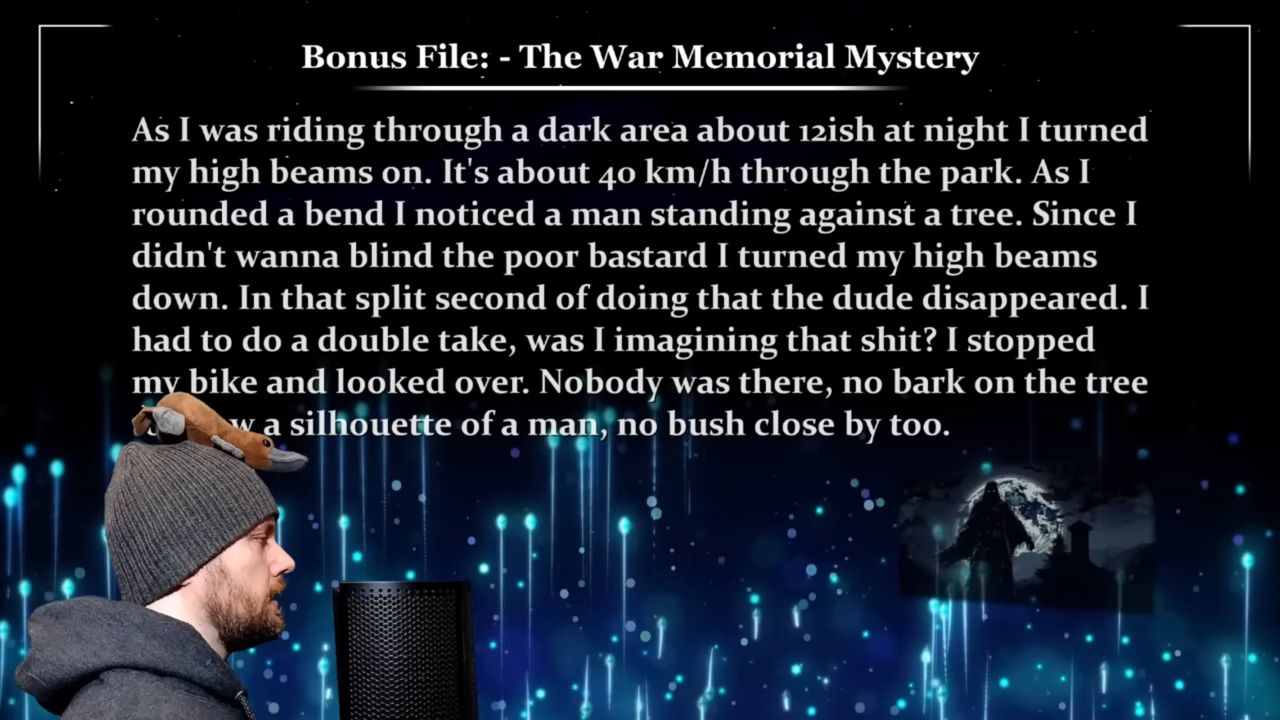 Bonus File: - The War Memorial Mystery
As I was riding through a dark area about 12ish at night I turned
my high beams on. It's about 40 km/h through the park. As I
rounded a bend I noticed a man standing against a tree. Since I
didn't wanna blind the poor bastard I turned my high beams
down. In that split second of doing that the dude disappeared. I
had to do a double take, was I imagining that shit? I stopped
my bike and looked over. Nobody was there, no bark on the tree
a silhouette of a man, no bush close by too.